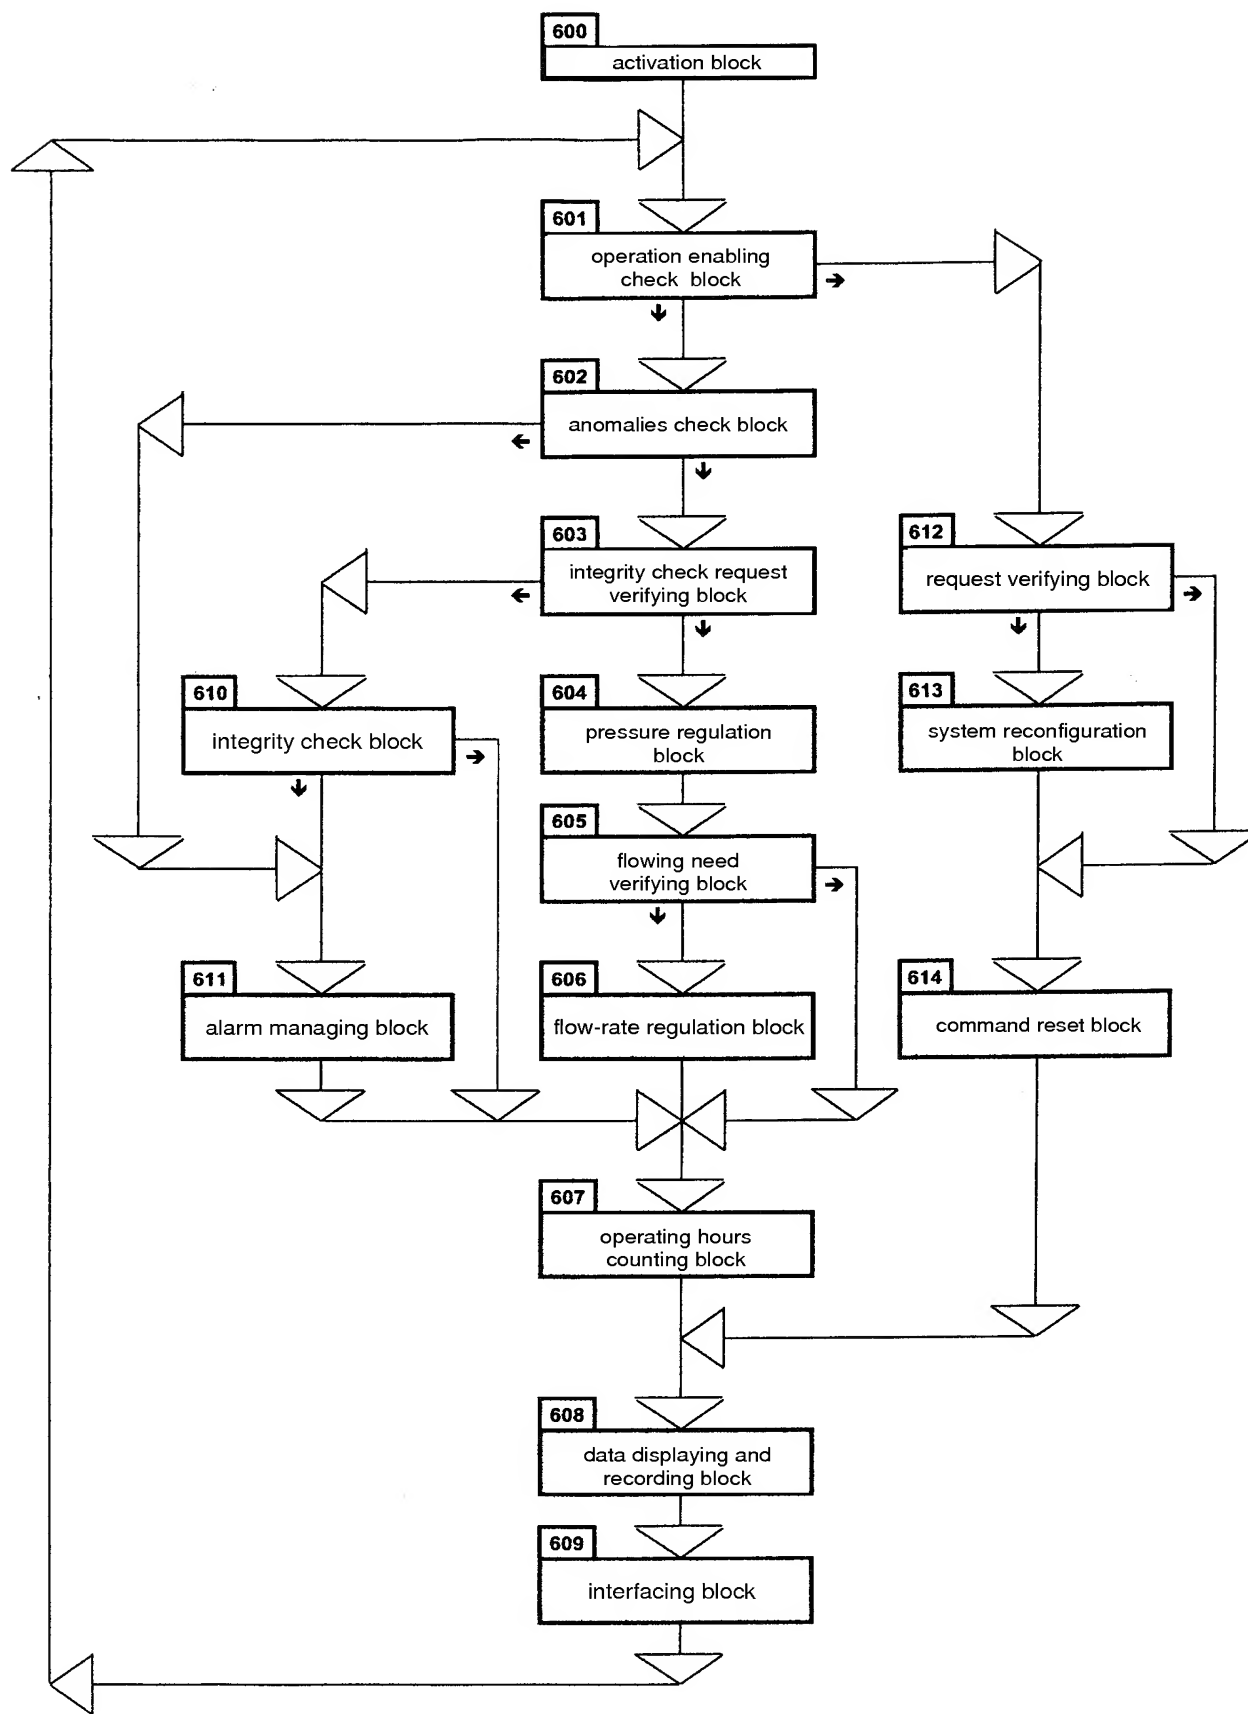 600
activation block
601
operation enabling
check block
602
anomalies check block
603
integrity check request
verifying block
612
request verifying block
610
integrity check block
604
pressure regulation
block
613
system reconfiguration
block
605
flowing need
verifying block
611
alarm managing block
606
flow-rate regulation block
614
command reset block
607
operating hours
counting block
608
data displaying and
recording block
609
interfacing block